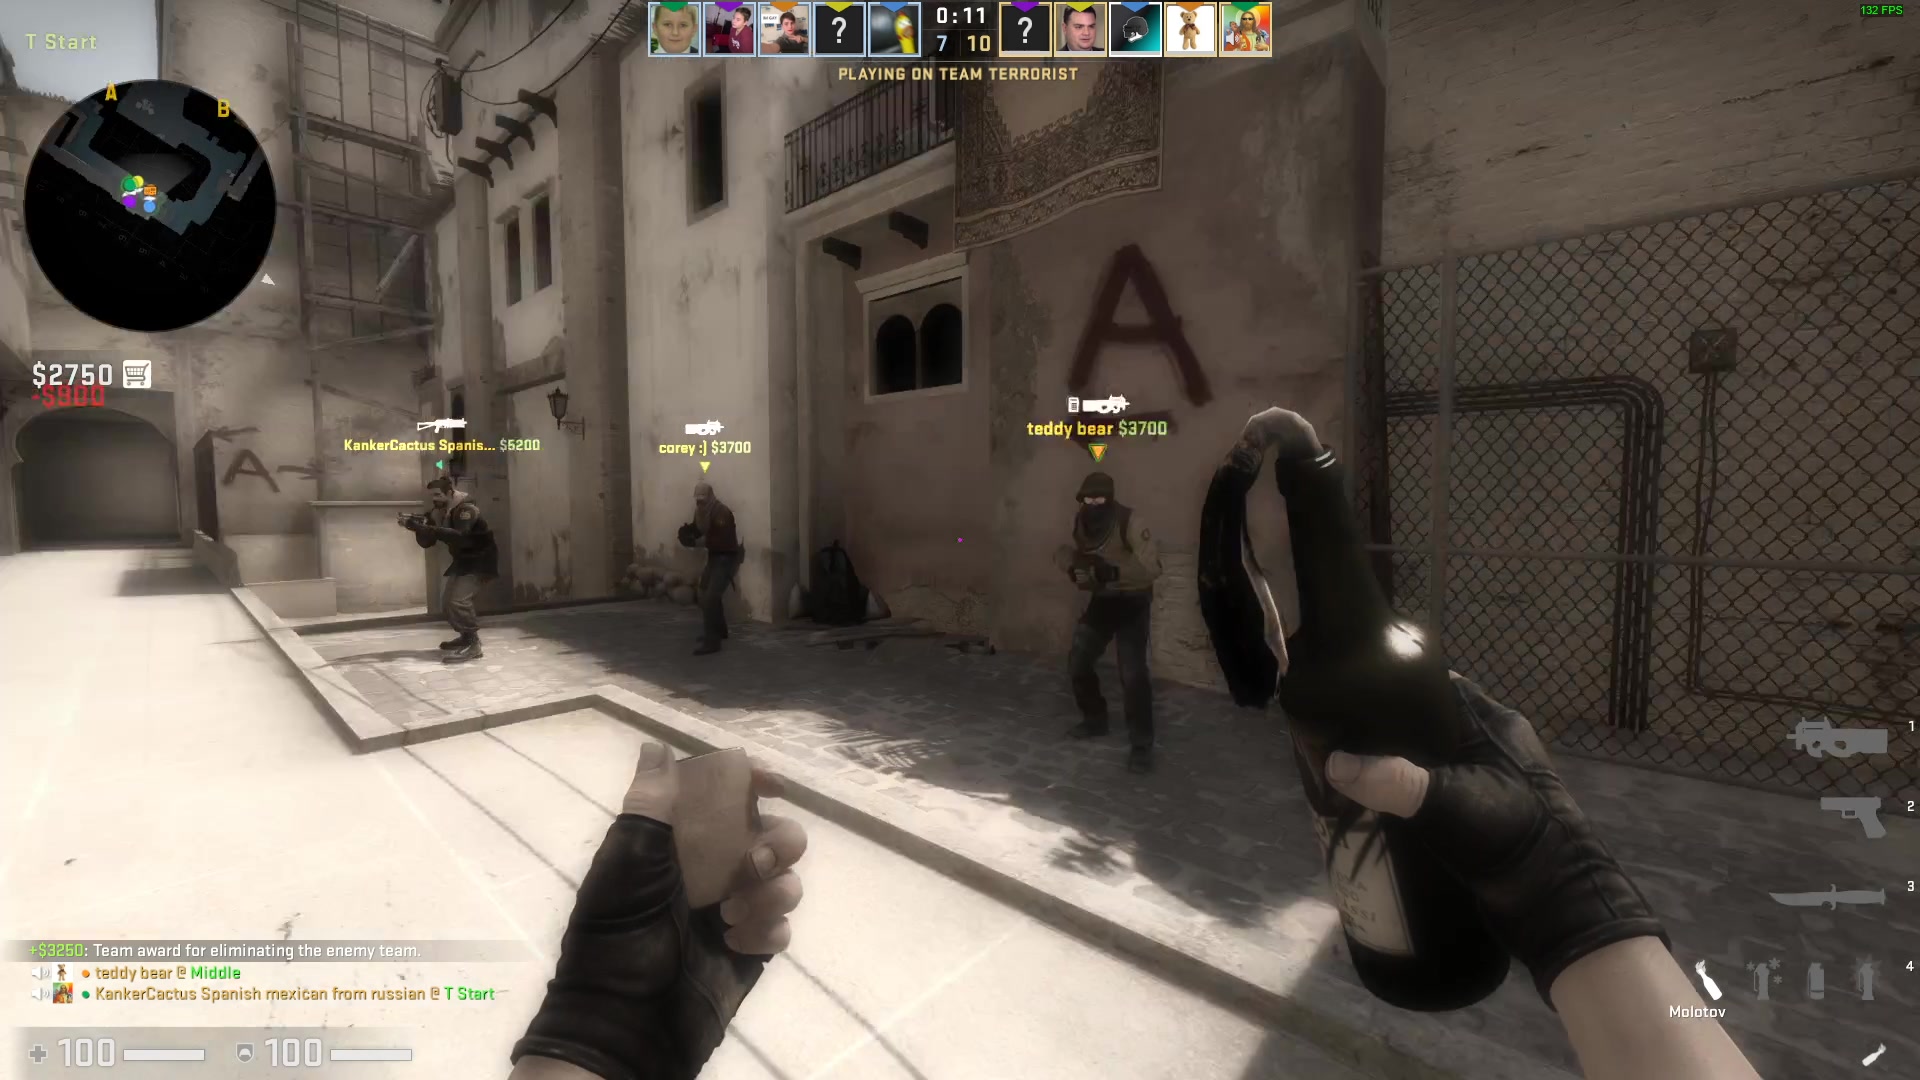 132 FPS
T Start
0:11
7 10
PLAYING ON TEAM TERRORIST
A B
A
$2750
-$900
KankerCactus Spanis... $5200
corey :) $3700
teddy bear $3700
A
1
2
3
+$3250: Team award for eliminating the enemy team.
teddy bear @ Middle
KankerCactus Spanish mexican from russian @ T Start
4
Molotov
100 100